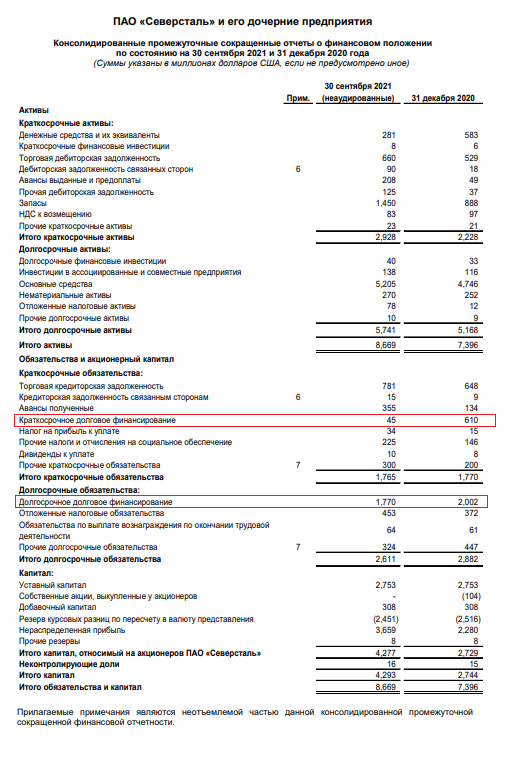 ПАО «Северсталь» и его дочерние предприятия
Консолидированные промежуточные сокращенные отчеты о финансовом положении
по состоянию на 30 сентября 2021 и 31 декабря 2020 года
(Суммы указаны в миллионах долларов США, если не предусмотрено иное)
30 сентября 2021
Прим. (неаудированные) 31 декабря 2020
Активы
Краткосрочные активы:
Денежные средства и их эквиваленты 281 583
Краткосрочные финансовые инвестиции 8 6
Торговая дебиторская задолженность 660 529
Дебиторская задолженность связанных сторон 6 90 18
Авансы выданные и предоплаты 208 49
Прочая дебиторская задолженность 125 37
Запасы 1,450 888
НДС к возмещению 83 97
Прочие краткосрочные активы 23 21
Итого краткосрочные активы 2,928 2,228
Долгосрочные активы:
Долгосрочные финансовые инвестиции 40 33
Инвестиции в ассоциированные и совместные предприятия 138 116
Основные средства 5,205 4,746
Нематериальные активы 270 252
Отложенные налоговые активы 78 12
Прочие долгосрочные активы 10 9
Итого долгосрочные активы 5,741 5,168
Итого активы 8,669 7,396
Обязательства и акционерный капитал
Краткосрочные обязательства:
Торговая кредиторская задолженность 781 648
Кредиторская задолженность связанным сторонам 6 15 9
Авансы полученные 355 134
Краткосрочное долговое финансирование 45 610
Налог на прибыль к уплате 34 15
Прочие налоги и отчисления на социальное обеспечение 225 146
Дивиденды к уплате 10 8
Прочие краткосрочные обязательства 7 300 200
Итого краткосрочные обязательства 1,765 1,770
Долгосрочные обязательства:
Долгосрочное долговое финансирование 1,770 2,002
Отложенные налоговые обязательства 453 372
Обязательства по выплате вознаграждения по окончании трудовой
деятельности 64 61
Прочие долгосрочные обязательства 7 324 447
Итого долгосрочные обязательства 2,611 2,882
Капитал:
Уставный капитал 2,753 2,753
Собственные акции, выкупленные у акционеров - (104)
Добавочный капитал 308 308
Резерв курсовых разниц по пересчету в валюту представления (2,451) (2,516)
Нераспределенная прибыль 3,659 2,280
Прочие резервы 8 8
Итого капитал, относимый на акционеров ПАО «Северсталь» 4,277 2,729
Неконтролирующие доли 16 15
Итого капитал 4,293 2,744
Итого обязательства и капитал 8,669 7,396
Прилагаемые примечания являются неотъемлемой частью данной консолидированной промежуточной
сокращенной финансовой отчетности.